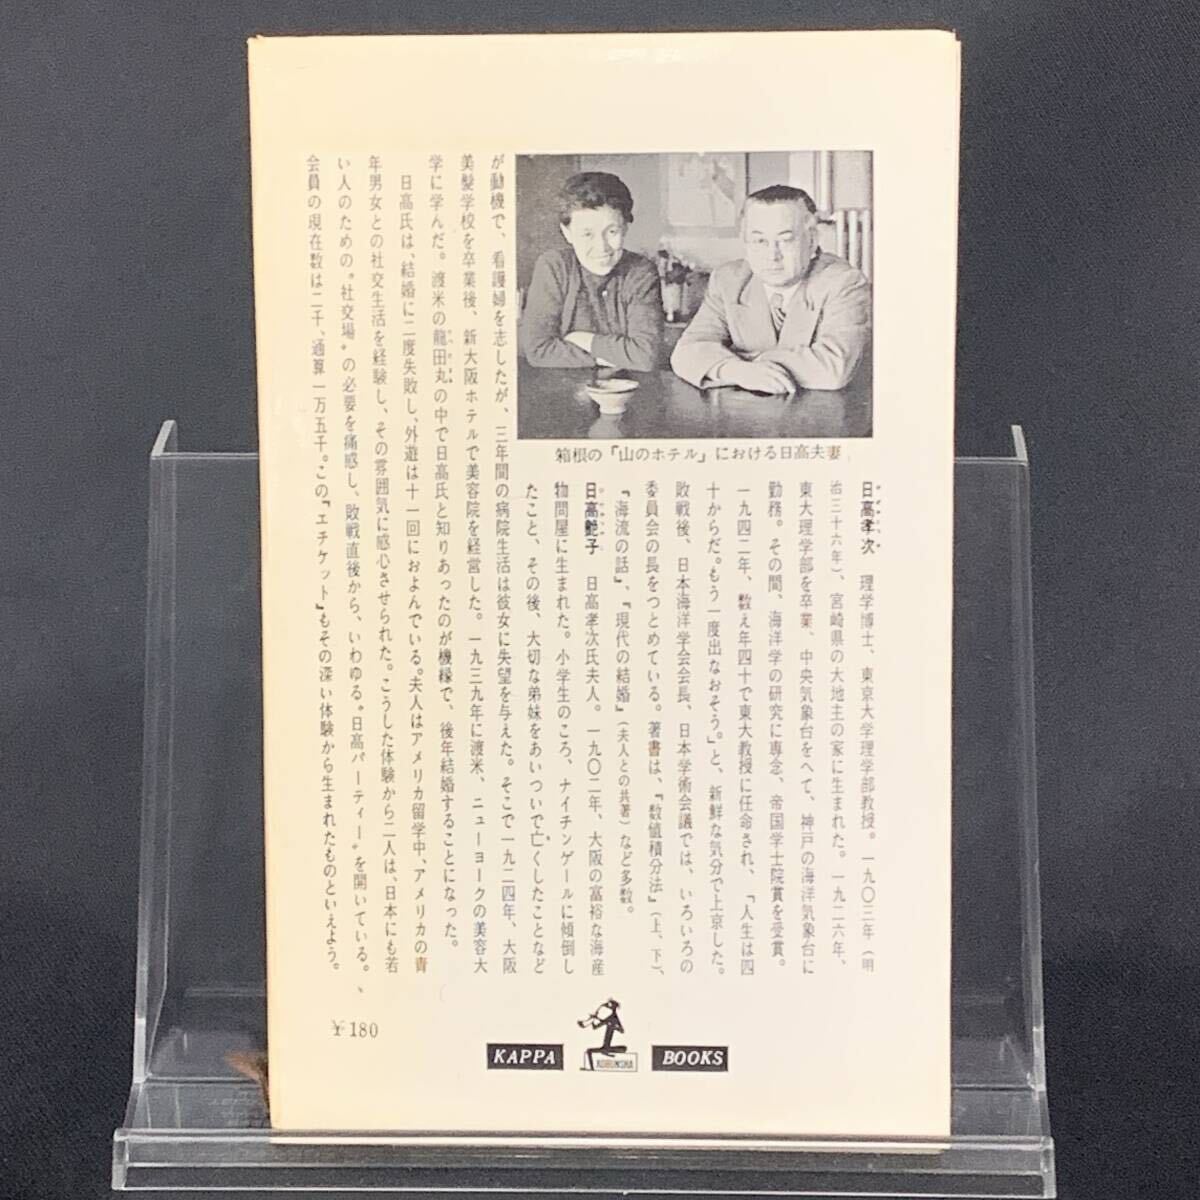 箱根の「山のホテル」における日高夫妻
日高孝次　理学博士、東京大学理学部教授。一九〇三年（明
治三十六年）、宮崎県の大地主の家に生まれた。一九二六年、
東大理学部を卒業、中央気象台をへて、神戸の海洋気象台に
勤務。その間、海洋学の研究に専念、帝国学士院賞を受賞。
一九四二年、数え年四十で東大教授に任命され、「人生は四
十からだ。もう一度出なおそう。」と、新鮮な気分で上京した。
敗戦後、日本海洋学会会長、日本学術会議では、いろいろの
委員会の長をつとめている。著書は、『数値積分法』（上、下）、
『海流の話』、『現代の結婚』（夫人との共著）など多数。
日高艶子　日高孝次氏夫人。一九〇二年、大阪の富裕な海産
物問屋に生まれた。小学生のころ、ナイチンゲールに傾倒し
たこと、その後、大切な弟妹をあいついで亡くしたことなど
が動機で、看護婦を志したが、三年間の病院生活は彼女に失望を与えた。そこで一九二四年、大阪
美髪学校を卒業後、新大阪ホテルで美容院を経営した。一九三九年に渡米、ニューヨークの美容大
学に学んだ。渡米の龍田丸の中で日高氏と知りあったのが機縁で、後年結婚することになった。
日高氏は、結婚に二度失敗し、外遊は十一回におよんでいる。夫人はアメリカ留学中、アメリカの青
年男女との社交生活を経験し、その雰囲気に感心させられた。こうした体験から二人は、日本にも若
い人のための〝社交場〟の必要を痛感し、敗戦直後から、いわゆる〝日高パーティー〟を開いている。
会員の現在数は二千、通算一万五千。この『エチケット』もその深い体験から生まれたものといえよう。
￥180
KAPPA
KOBUNSHA
BOOKS